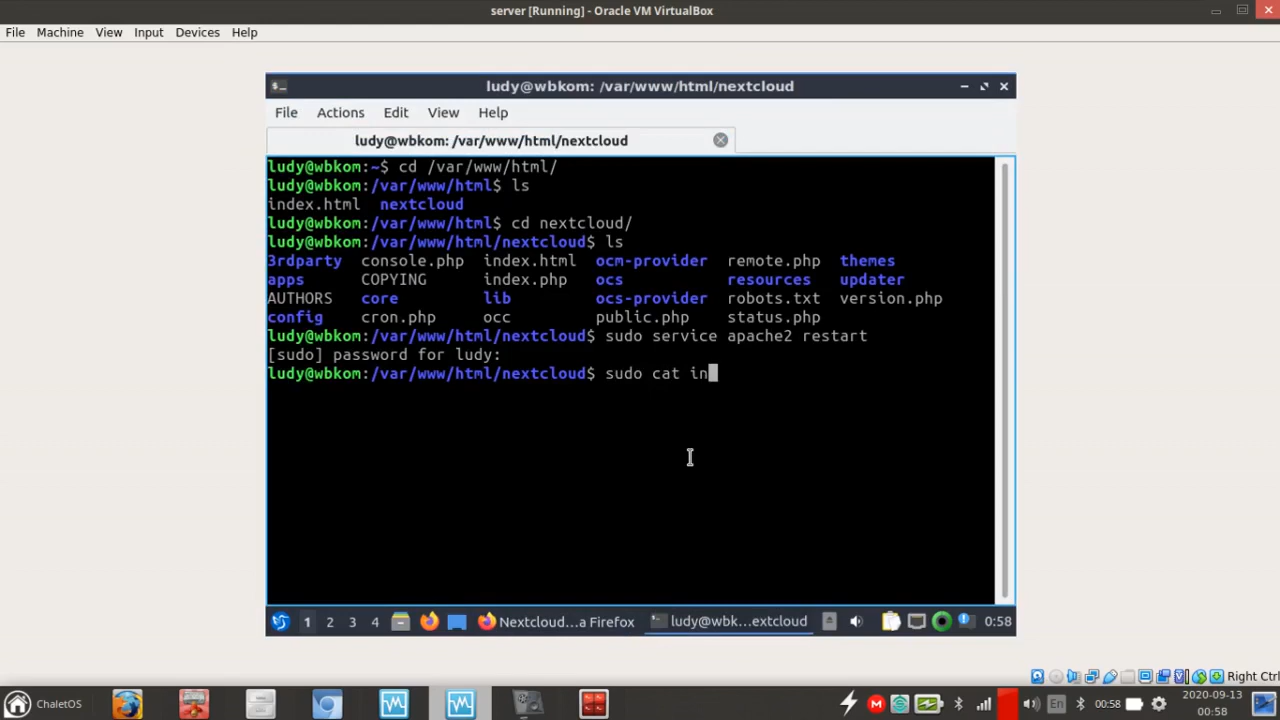 server [Running] - Oracle VM VirtualBox
File Machine View Input Devices Help
ludy@wbkom: /var/www/html/nextcloud
File Actions Edit View Help
ludy@wbkom: /var/www/html/nextcloud
ludy@wbkom:~$ cd /var/www/html/
ludy@wbkom:/var/www/html$ ls
index.html nextcloud
ludy@wbkom:/var/www/html$ cd nextcloud/
ludy@wbkom:/var/www/html/nextcloud$ ls
3rdparty console.php index.html ocm-provider remote.php themes
apps COPYING index.php ocs resources updater
AUTHORS core lib ocs-provider robots.txt version.php
config cron.php occ public.php status.php
ludy@wbkom:/var/www/html/nextcloud$ sudo service apache2 restart
[sudo] password for ludy:
ludy@wbkom:/var/www/html/nextcloud$ sudo cat in
1 2 3 4 Nextcloud...a Firefox ludy@wbk...extcloud 0:58
Right Ctrl
ChaletOS M En 00:58 2020-09-13
00:58